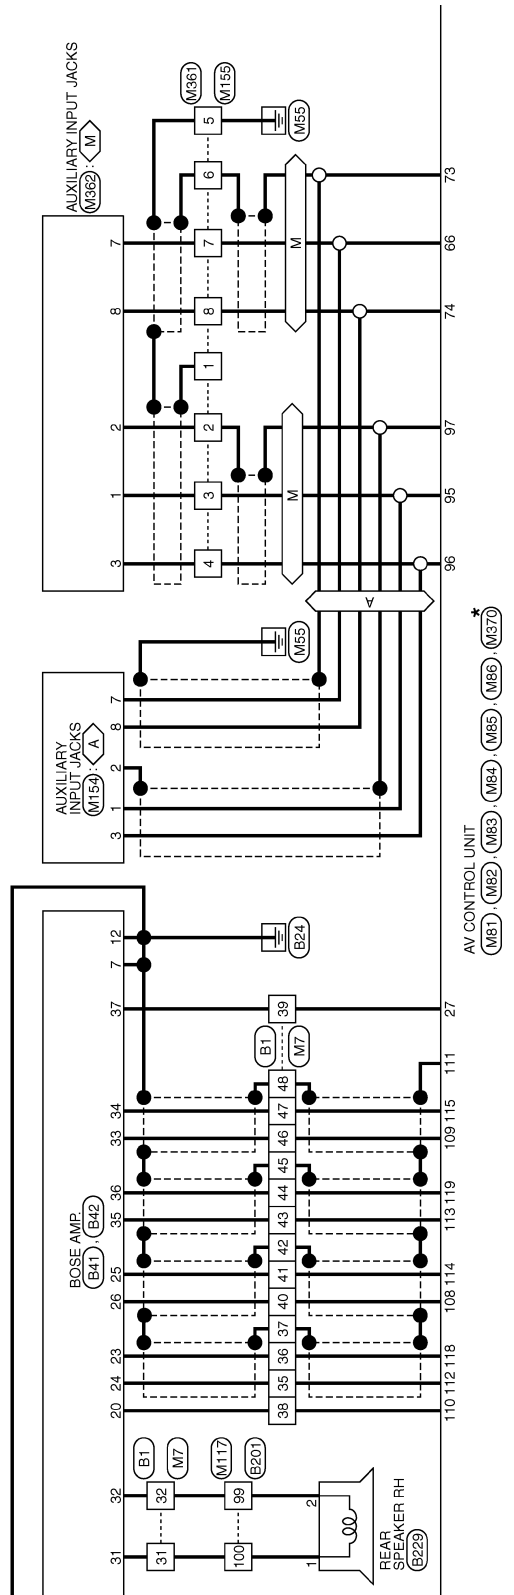 AUXILIARY INPUT JACKS
M362 : M
7
8
2
1
3
M361
M155
5
6
7
8
1
2
3
4
M55
M
M
73
66
74
97
95
96
A
AUXILIARY
INPUT JACKS
M154 : A
7
8
2
1
3
M55
AV CONTROL UNIT
M81 , M82 , M83 , M84 , M85 , M86 , M370 *
BOSE AMP.
B41 , B42
12
7
37
34
33
36
35
25
26
23
24
20
32
31
B24
39
B1
M7
48
47
46
45
44
43
42
41
40
37
36
35
38
27
111
115
109
119
113
114
108
118
112
110
B1
M7
32
31
M117
B201
99
100
2
1
REAR
SPEAKER RH
B229